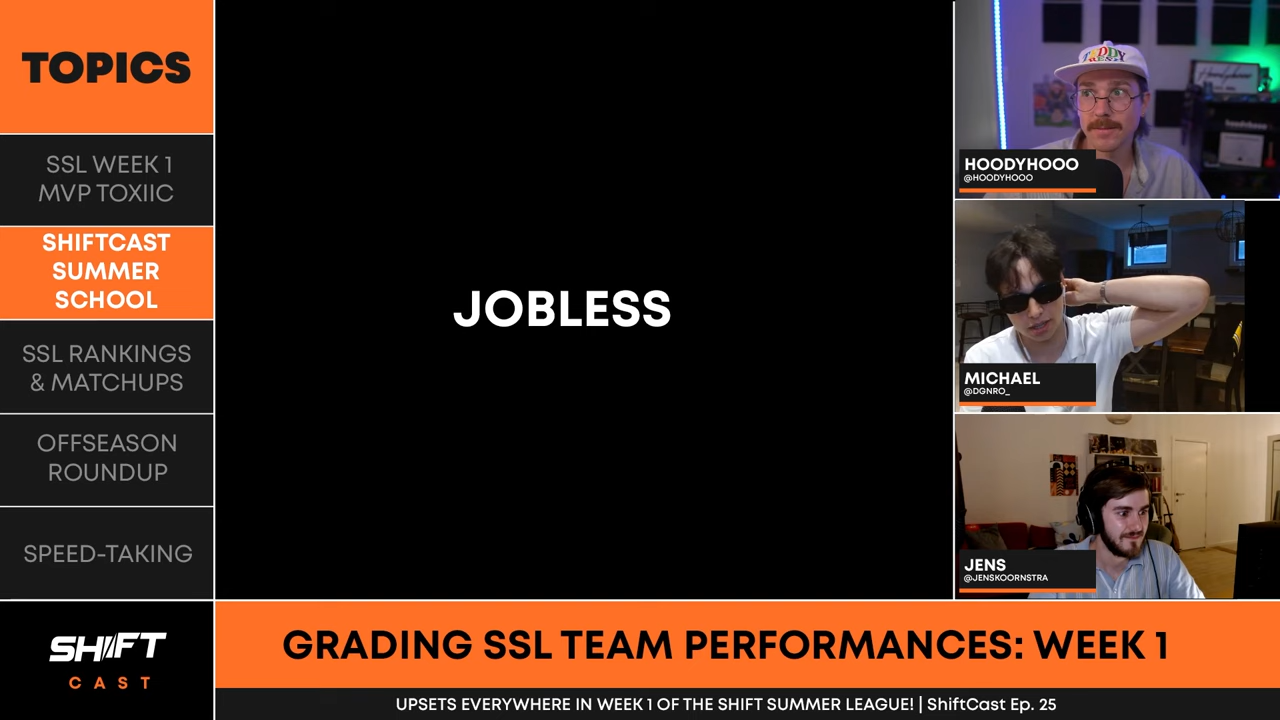 TOPICS
SSL WEEK 1
MVP TOXIIC
SHIFTCAST
SUMMER
SCHOOL
SSL RANKINGS
& MATCHUPS
OFFSEASON
ROUNDUP
SPEED-TAKING
SHIFT
CAST
JOBLESS
TEDDY
FRESH
HOODYHOOO
@HOODYHOOO
MICHAEL
@DGNRO_
JENS
@JENSKOORNSTRA
GRADING SSL TEAM PERFORMANCES: WEEK 1
UPSETS EVERYWHERE IN WEEK 1 OF THE SHIFT SUMMER LEAGUE! | ShiftCast Ep. 25